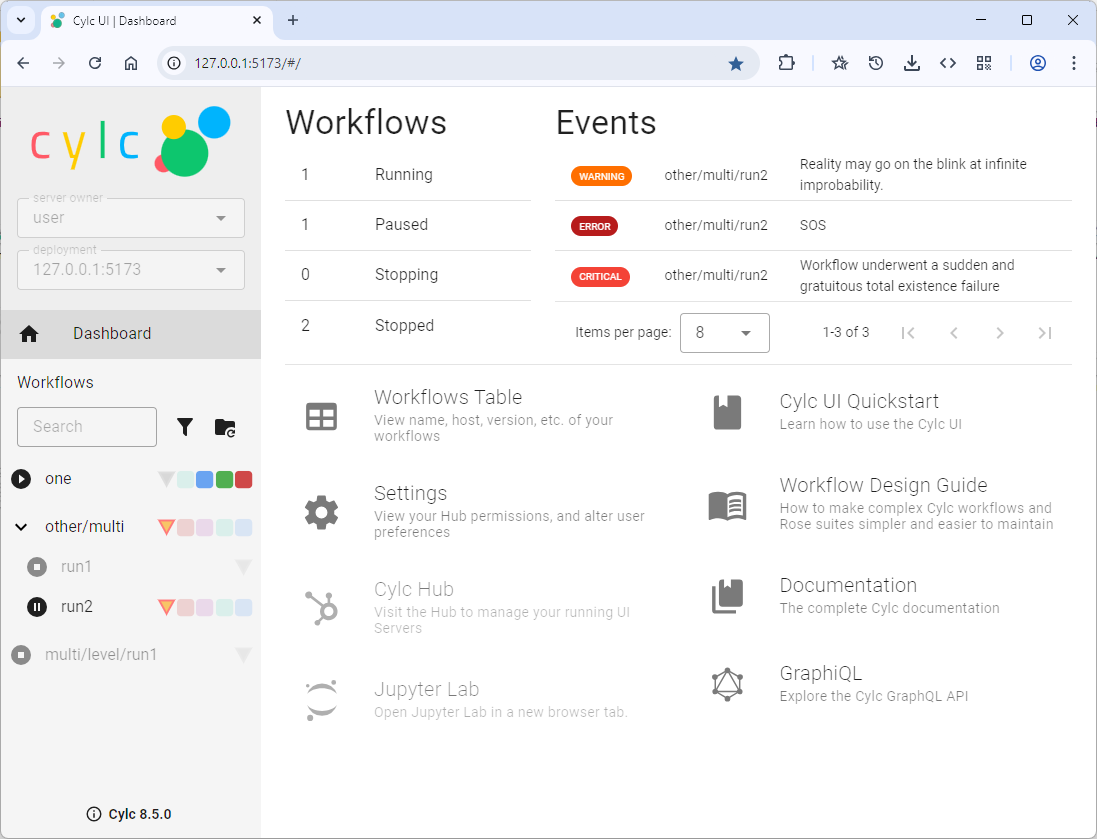 Cylc UI | Dashboard
127.0.0.1:5173/#/
cylc
server owner
user
deployment
127.0.0.1:5173
Dashboard
Workflows
Search
one
other/multi
run1
run2
multi/level/run1
Cylc 8.5.0
Workflows
1 Running
1 Paused
0 Stopping
2 Stopped
Events
WARNING other/multi/run2 Reality may go on the blink at infinite
improbability.
ERROR other/multi/run2 SOS
CRITICAL other/multi/run2 Workflow underwent a sudden and
gratuitous total existence failure
Items per page: 8 1-3 of 3
Workflows Table
View name, host, version, etc. of your
workflows
Settings
View your Hub permissions, and alter user
preferences
Cylc Hub
Visit the Hub to manage your running UI
Servers
Jupyter Lab
Open Jupyter Lab in a new browser tab.
Cylc UI Quickstart
Learn how to use the Cylc UI
Workflow Design Guide
How to make complex Cylc workflows and
Rose suites simpler and easier to maintain
Documentation
The complete Cylc documentation
GraphiQL
Explore the Cylc GraphQL API